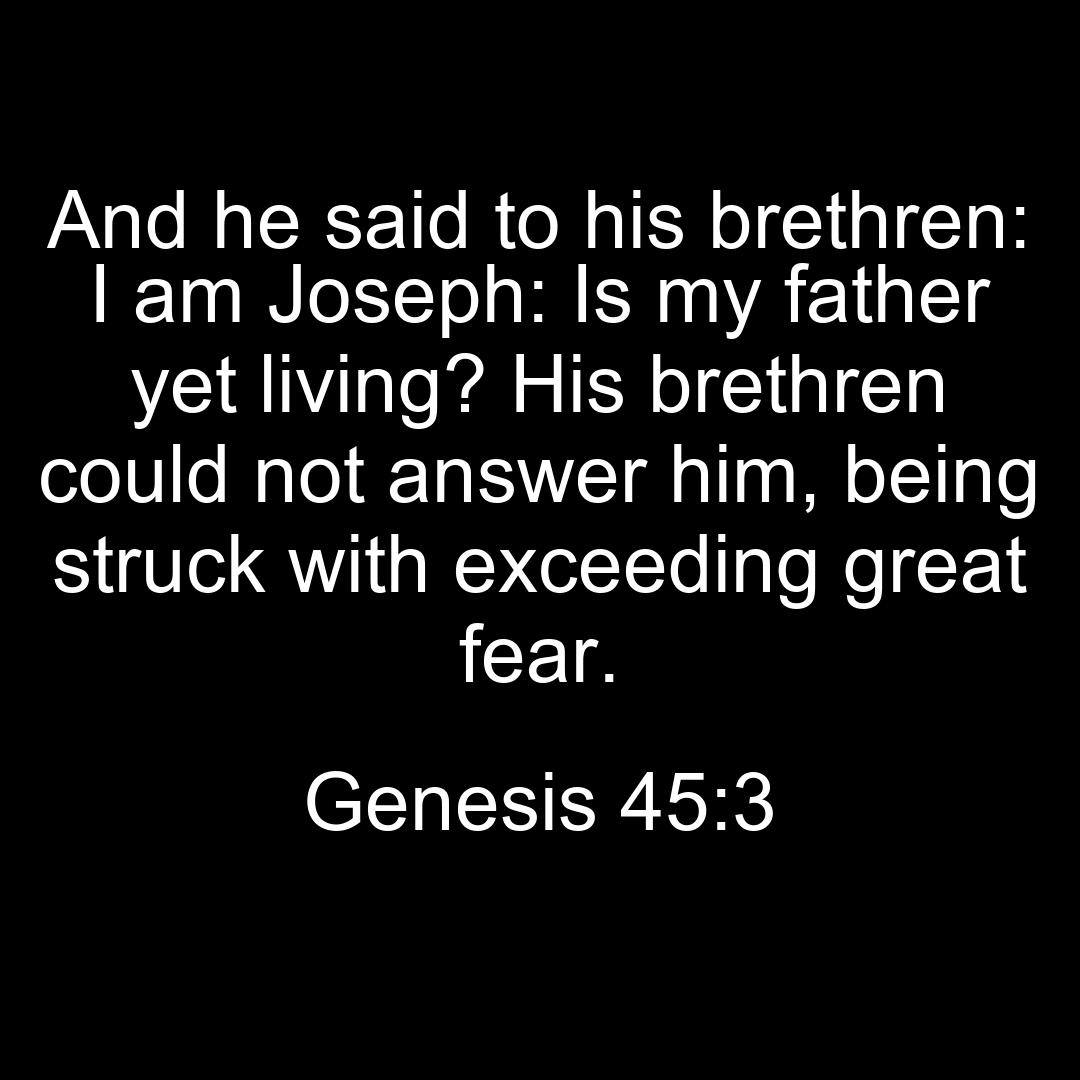 And he said to his brethren:
I am Joseph: Is my father
yet living? His brethren
could not answer him, being
struck with exceeding great
fear.
Genesis 45:3